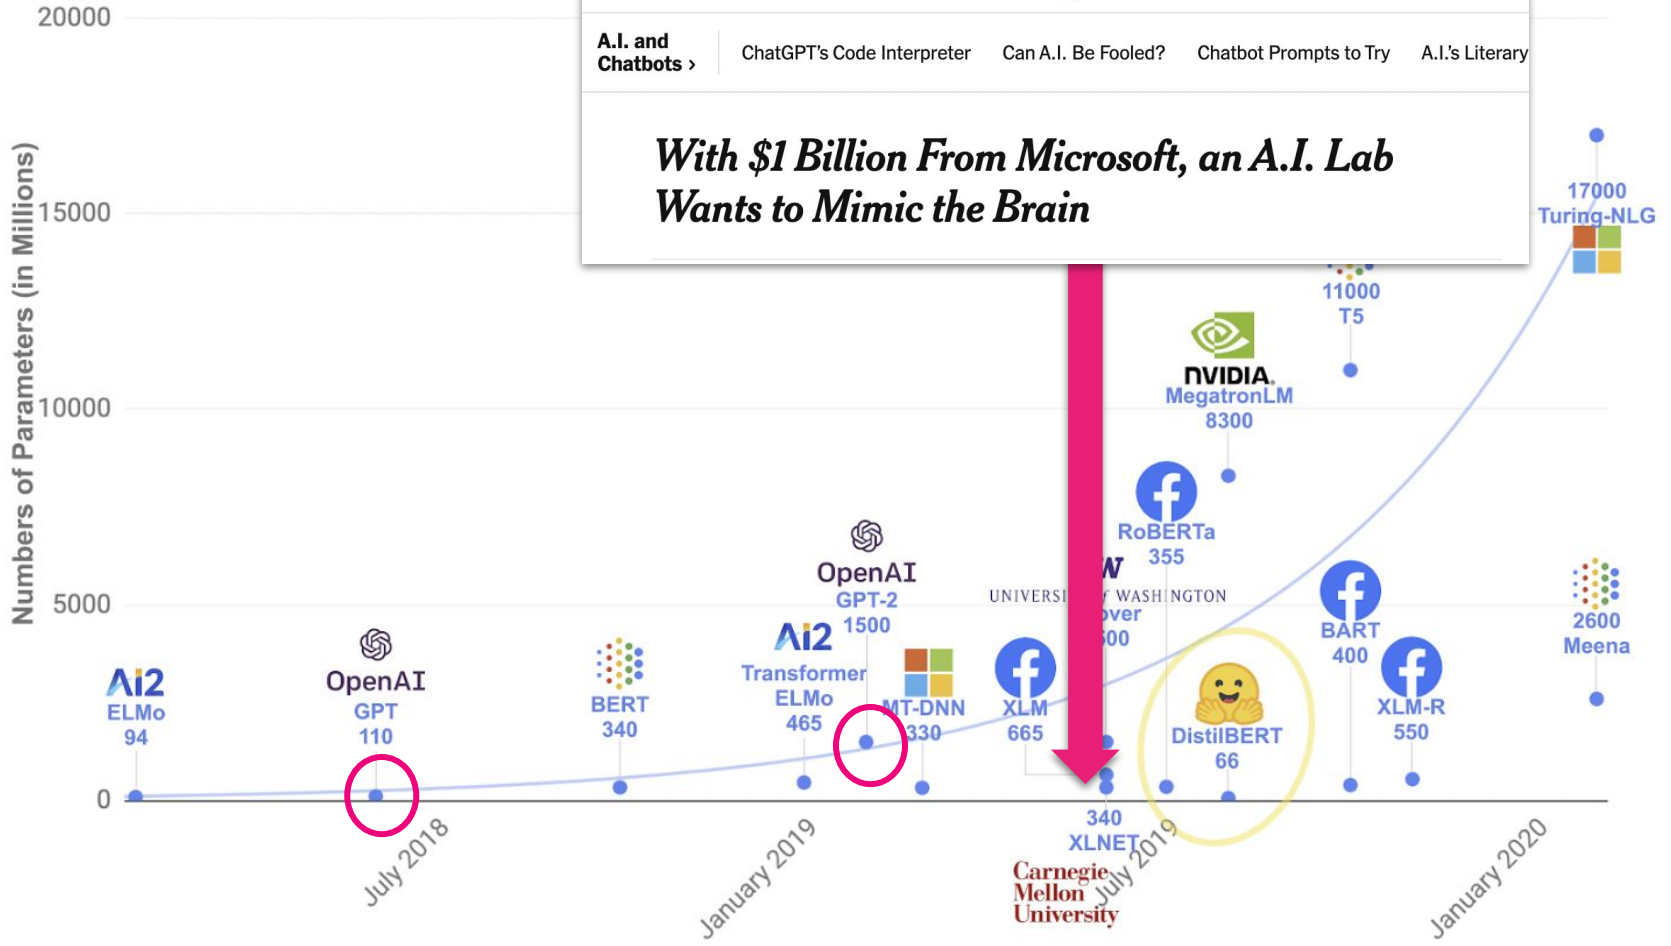 20000
15000
10000
5000
0
Numbers of Parameters (in Millions)
A.I. and
Chatbots ›
ChatGPT's Code Interpreter
Can A.I. Be Fooled?
Chatbot Prompts to Try
A.I.'s Literary
With $1 Billion From Microsoft, an A.I. Lab
Wants to Mimic the Brain
Ai2
ELMo
94
OpenAI
GPT
110
BERT
340
Ai2
Transformer
ELMo
465
OpenAI
GPT-2
1500
MT-DNN
330
XLM
665
W
UNIVERSI f WASHINGTON
over
500
340
XLNET
Carnegie
Mellon
University
RoBERTa
355
NVIDIA.
MegatronLM
8300
DistilBERT
66
11000
T5
BART
400
XLM-R
550
17000
Turing-NLG
2600
Meena
July 2018
January 2019
July 2019
January 2020